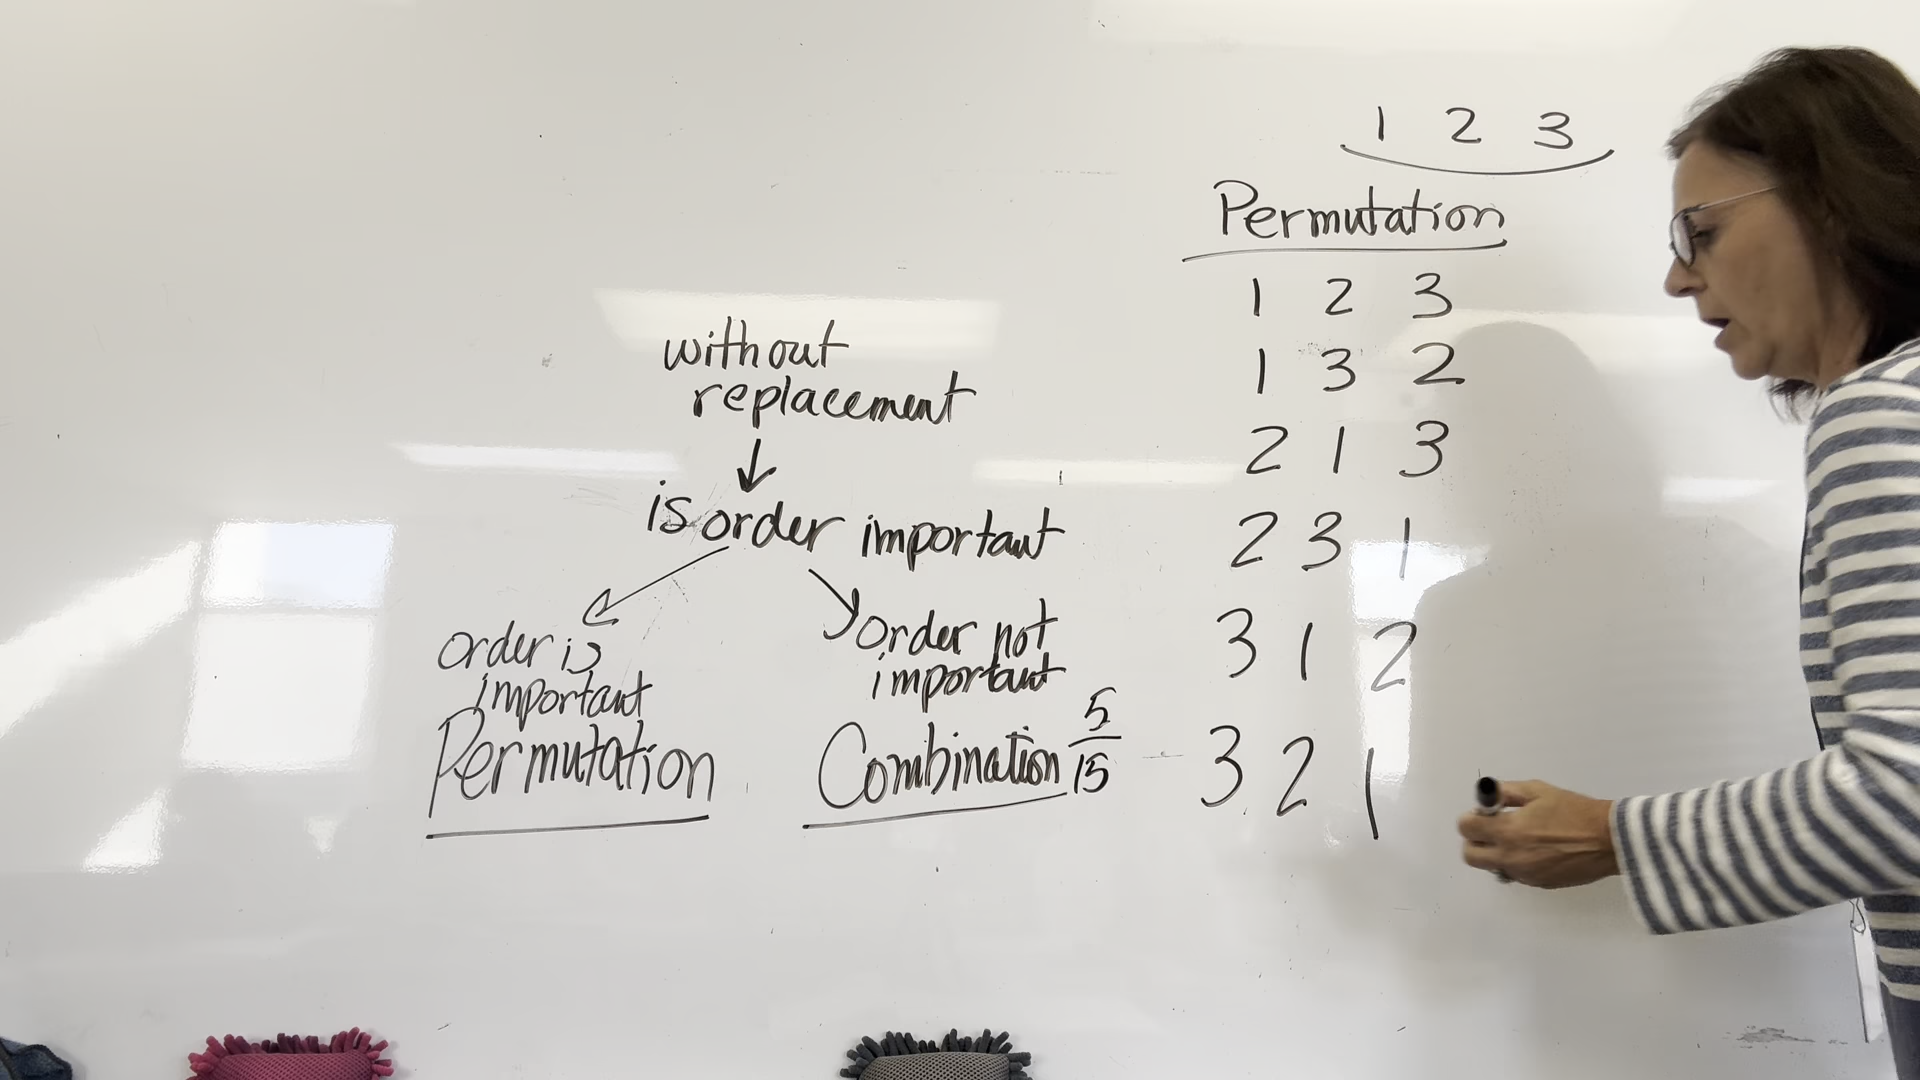 without
replacement
is order important
order is
important
Permutation
order not
important
Combination 5/15
1 2 3
Permutation
1 2 3
1 3 2
2 1 3
2 3 1
3 1 2
3 2 1